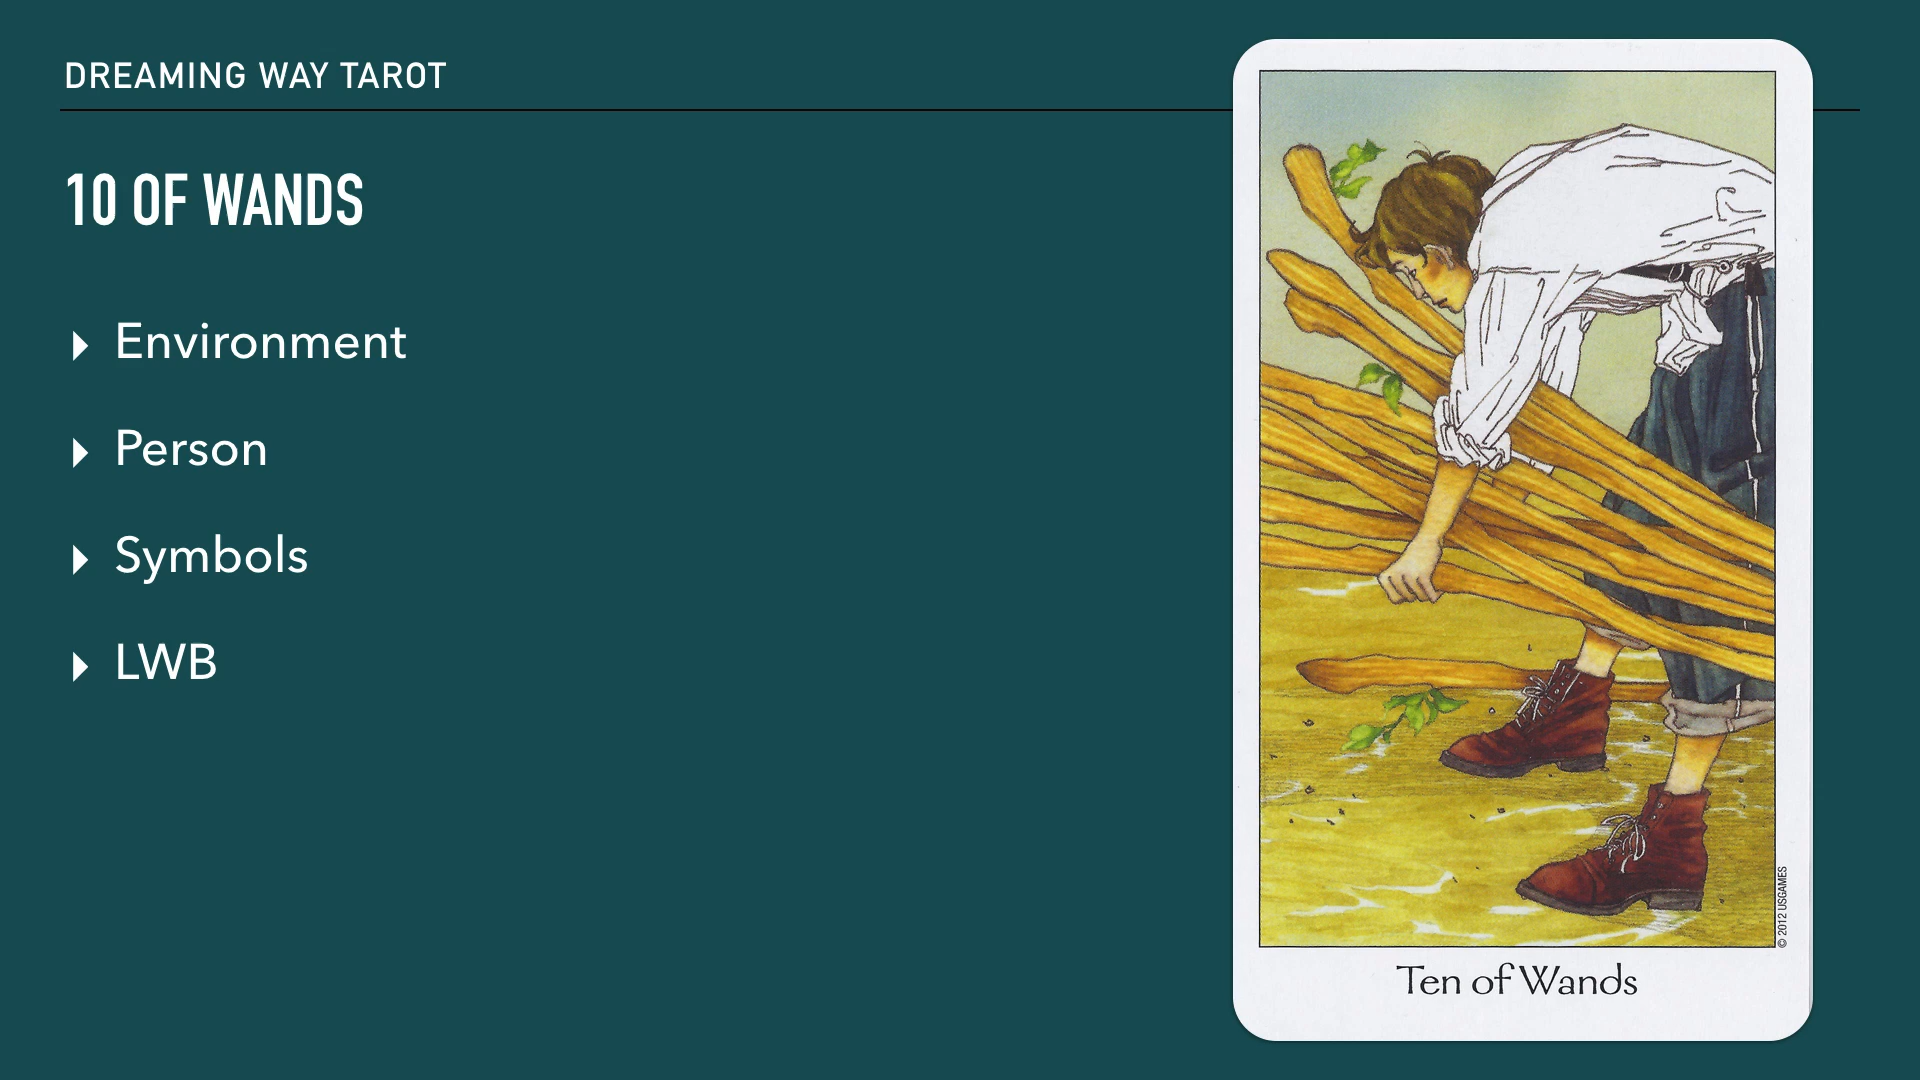 DREAMING WAY TAROT
10 OF WANDS
Environment
Person
Symbols
LWB
© 2012 USGAMES
Ten of Wands